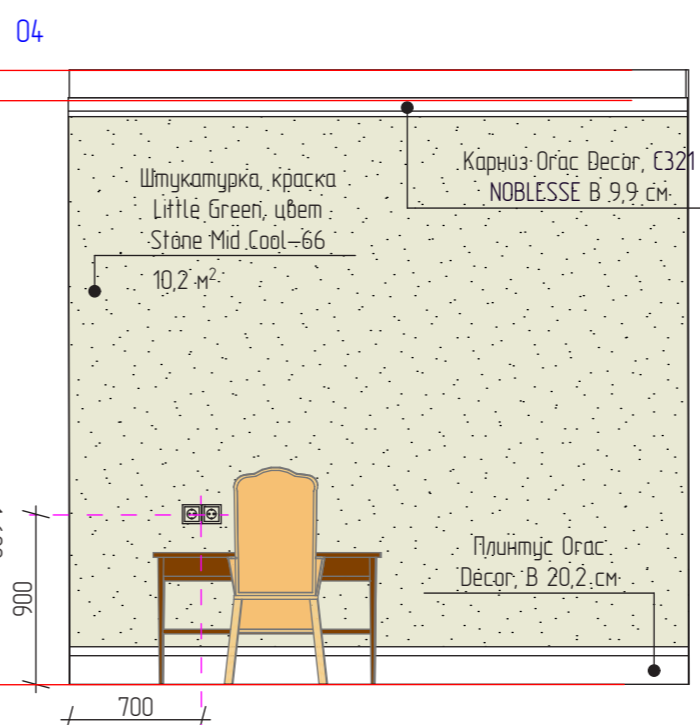 04
Карниз Orac Decor, C321
NOBLESSE В 9,9 см
Штукатурка, краска
Little Green, цвет
Stone Mid Cool-66
10,2 м²
Плинтус Orac
Decor, В 20,2 см
900
700